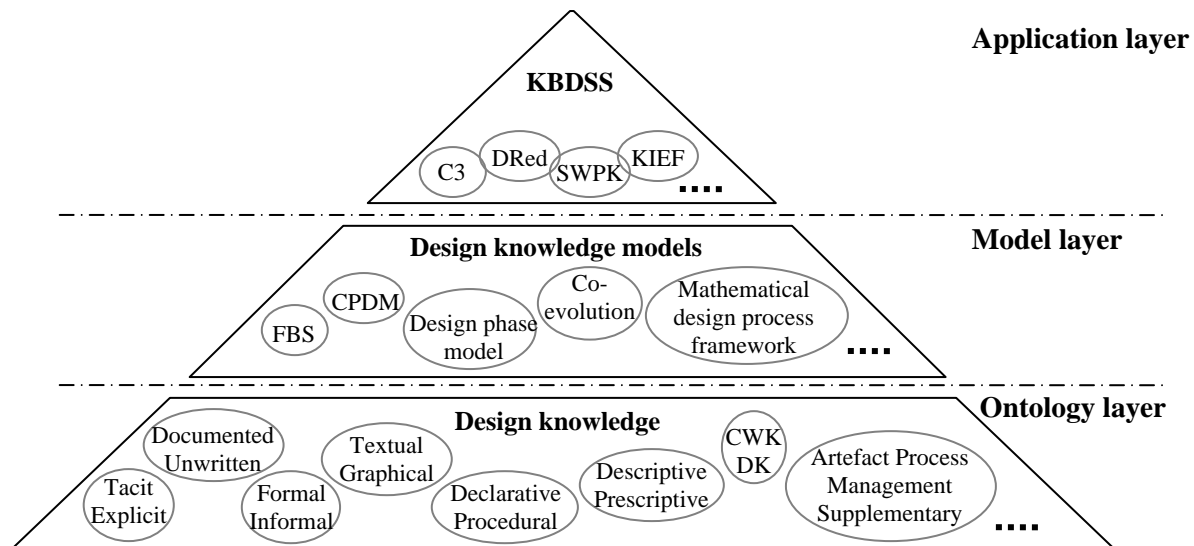 Application layer
KBDSS
C3
DRed
SWPK
KIEF
....
Model layer
Design knowledge models
FBS
CPDM
Design phase
model
Co-
evolution
Mathematical
design process
framework
....
Ontology layer
Design knowledge
Tacit
Explicit
Documented
Unwritten
Formal
Informal
Textual
Graphical
Declarative
Procedural
Descriptive
Prescriptive
CWK
DK
Artefact Process
Management
Supplementary
....